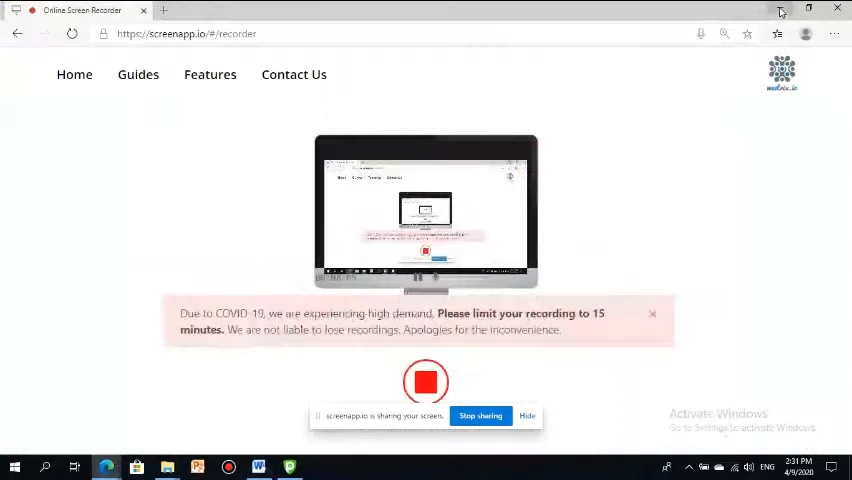 Online Screen Recorder
https://screenapp.io/#/recorder
Home Guides Features Contact Us
Due to COVID-19, we are experiencing high demand. Please limit your recording to 15
minutes. We are not liable to lose recordings. Apologies for the inconvenience.
screenapp.io is sharing your screen. Stop sharing Hide
Activate Windows
Go to Settings to activate Windows.
ENG
2:31 PM
4/9/2020